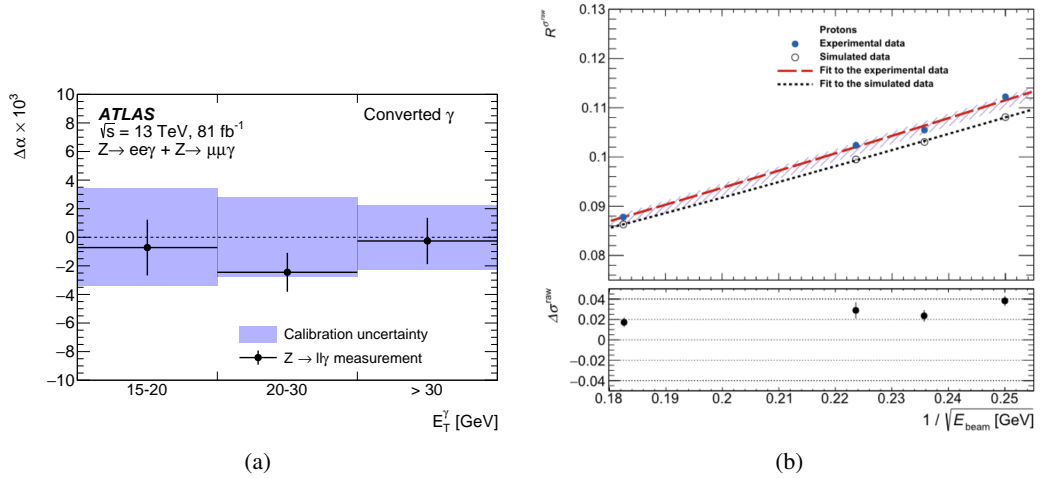 ATLAS
√s = 13 TeV, 81 fb⁻¹
Z→ eeγ + Z→ μμγ
Converted γ
Δα × 10³
10
8
6
4
2
0
−2
−4
−6
−8
−10
Calibration uncertainty
Z → llγ measurement
15-20
20-30
> 30
E_T^γ [GeV]
(a)
R^σ^raw
0.13
0.12
0.11
0.1
0.09
0.08
Protons
Experimental data
Simulated data
Fit to the experimental data
Fit to the simulated data
Δσ^raw
0.04
0.02
0
−0.02
−0.04
0.18
0.19
0.2
0.21
0.22
0.23
0.24
0.25
1 / √E_beam [GeV]
(b)